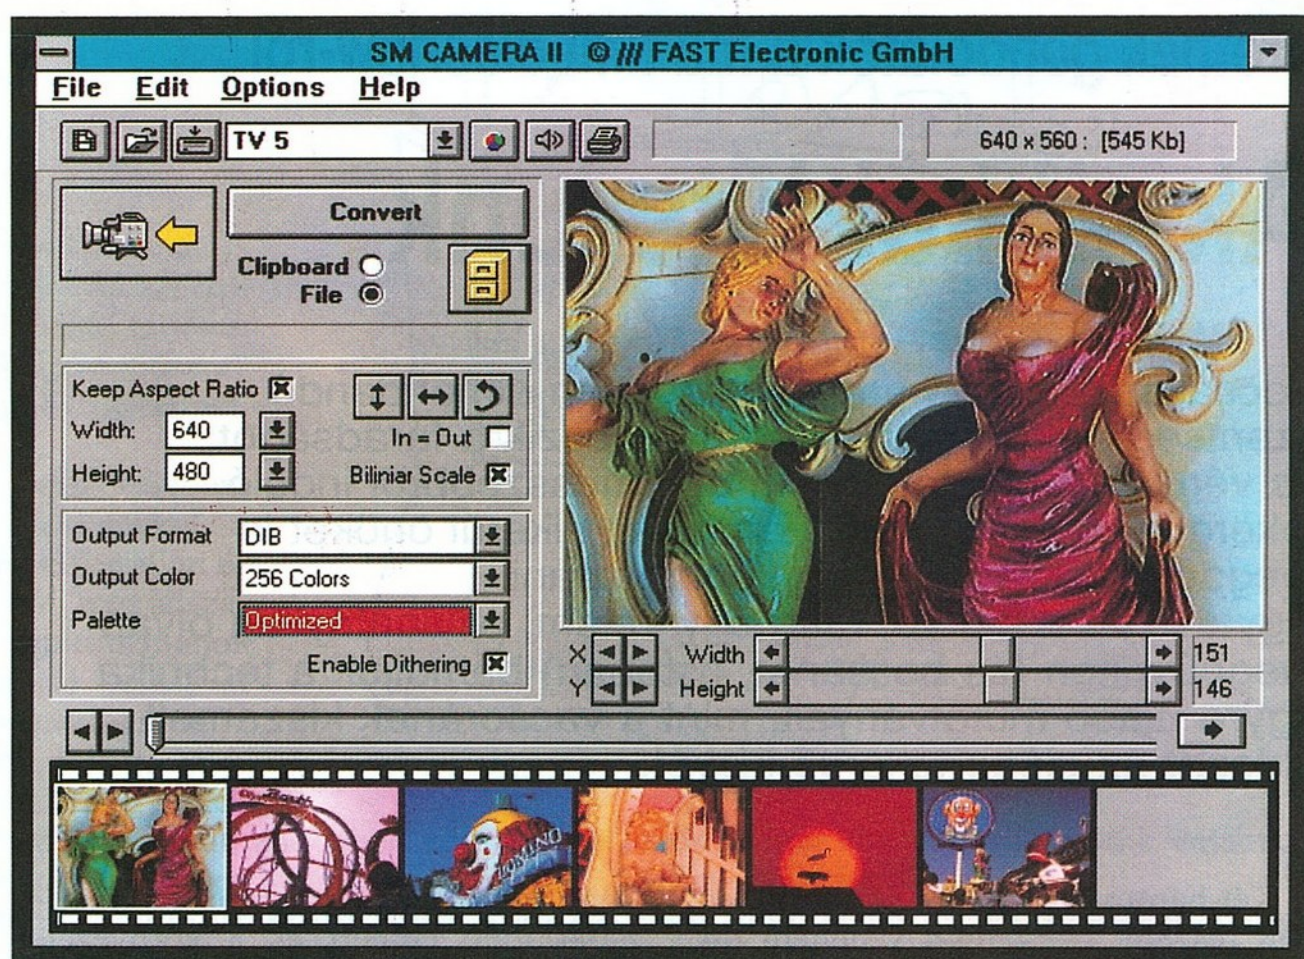 SM CAMERA II © /// FAST Electronic GmbH
File Edit Options Help
TV 5
640 x 560 : [545 Kb]
Convert
Clipboard
File
Keep Aspect Ratio
Width: 640
In = Out
Height: 480
Biliniar Scale
Output Format DIB
Output Color 256 Colors
Palette Optimized
Enable Dithering
X Width 151
Y Height 146
LOMINO